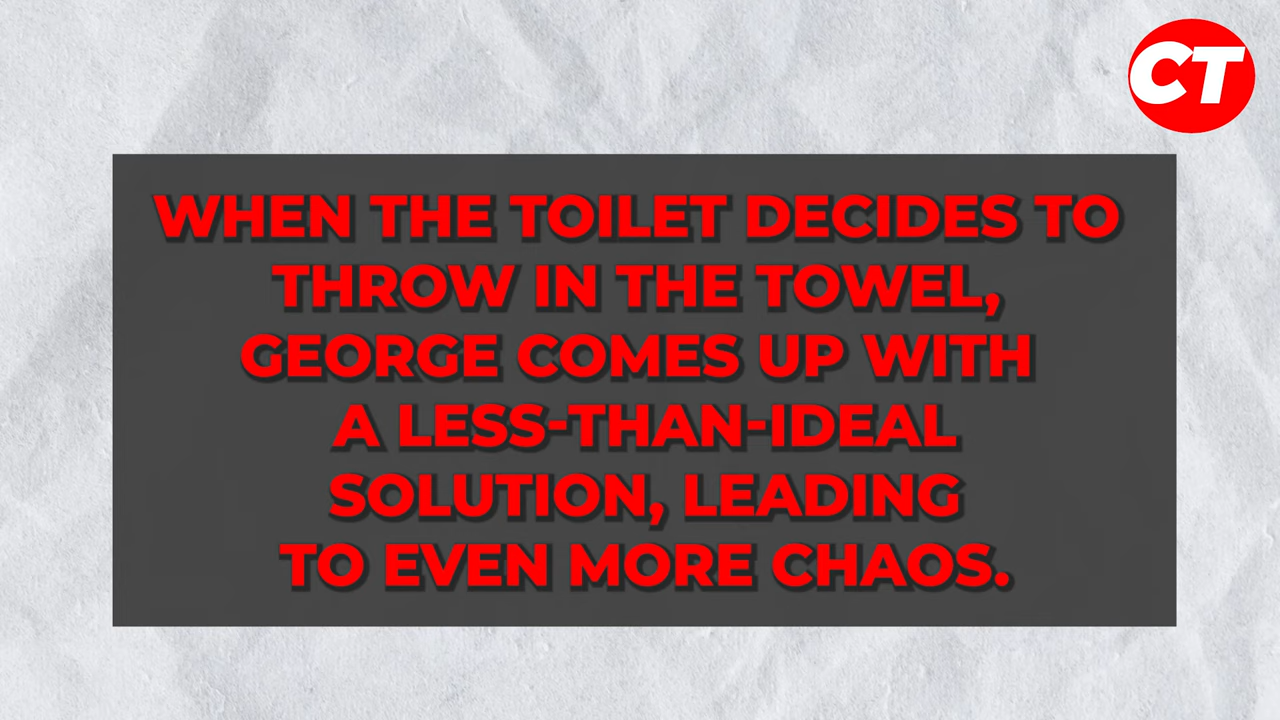 CT
WHEN THE TOILET DECIDES TO
THROW IN THE TOWEL,
GEORGE COMES UP WITH
A LESS-THAN-IDEAL
SOLUTION, LEADING
TO EVEN MORE CHAOS.